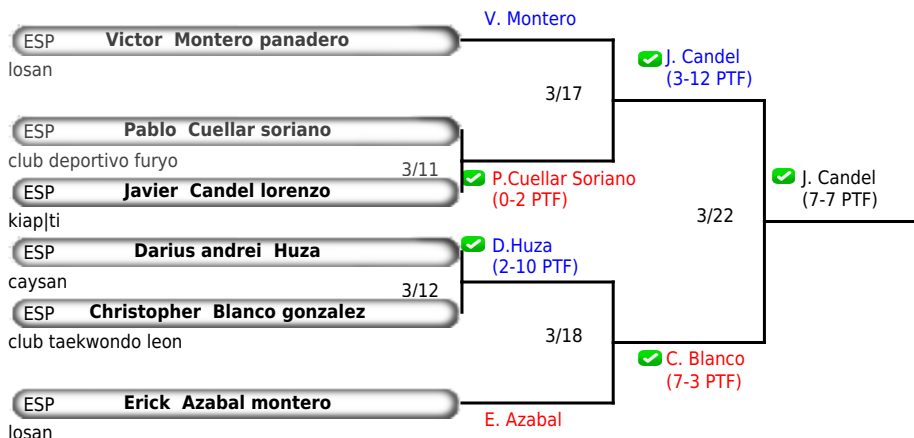 V. Montero
ESP Victor Montero panadero
losan
J. Candel
(3-12 PTF)
3/17
ESP Pablo Cuellar soriano
club deportivo furyo
3/11
P.Cuellar Soriano
(0-2 PTF)
J. Candel
(7-7 PTF)
ESP Javier Candel lorenzo
kiap|ti
3/22
ESP Darius andrei Huza
caysan
D.Huza
(2-10 PTF)
3/12
ESP Christopher Blanco gonzalez
club taekwondo leon
3/18
C. Blanco
(7-3 PTF)
ESP Erick Azabal montero
losan
E. Azabal